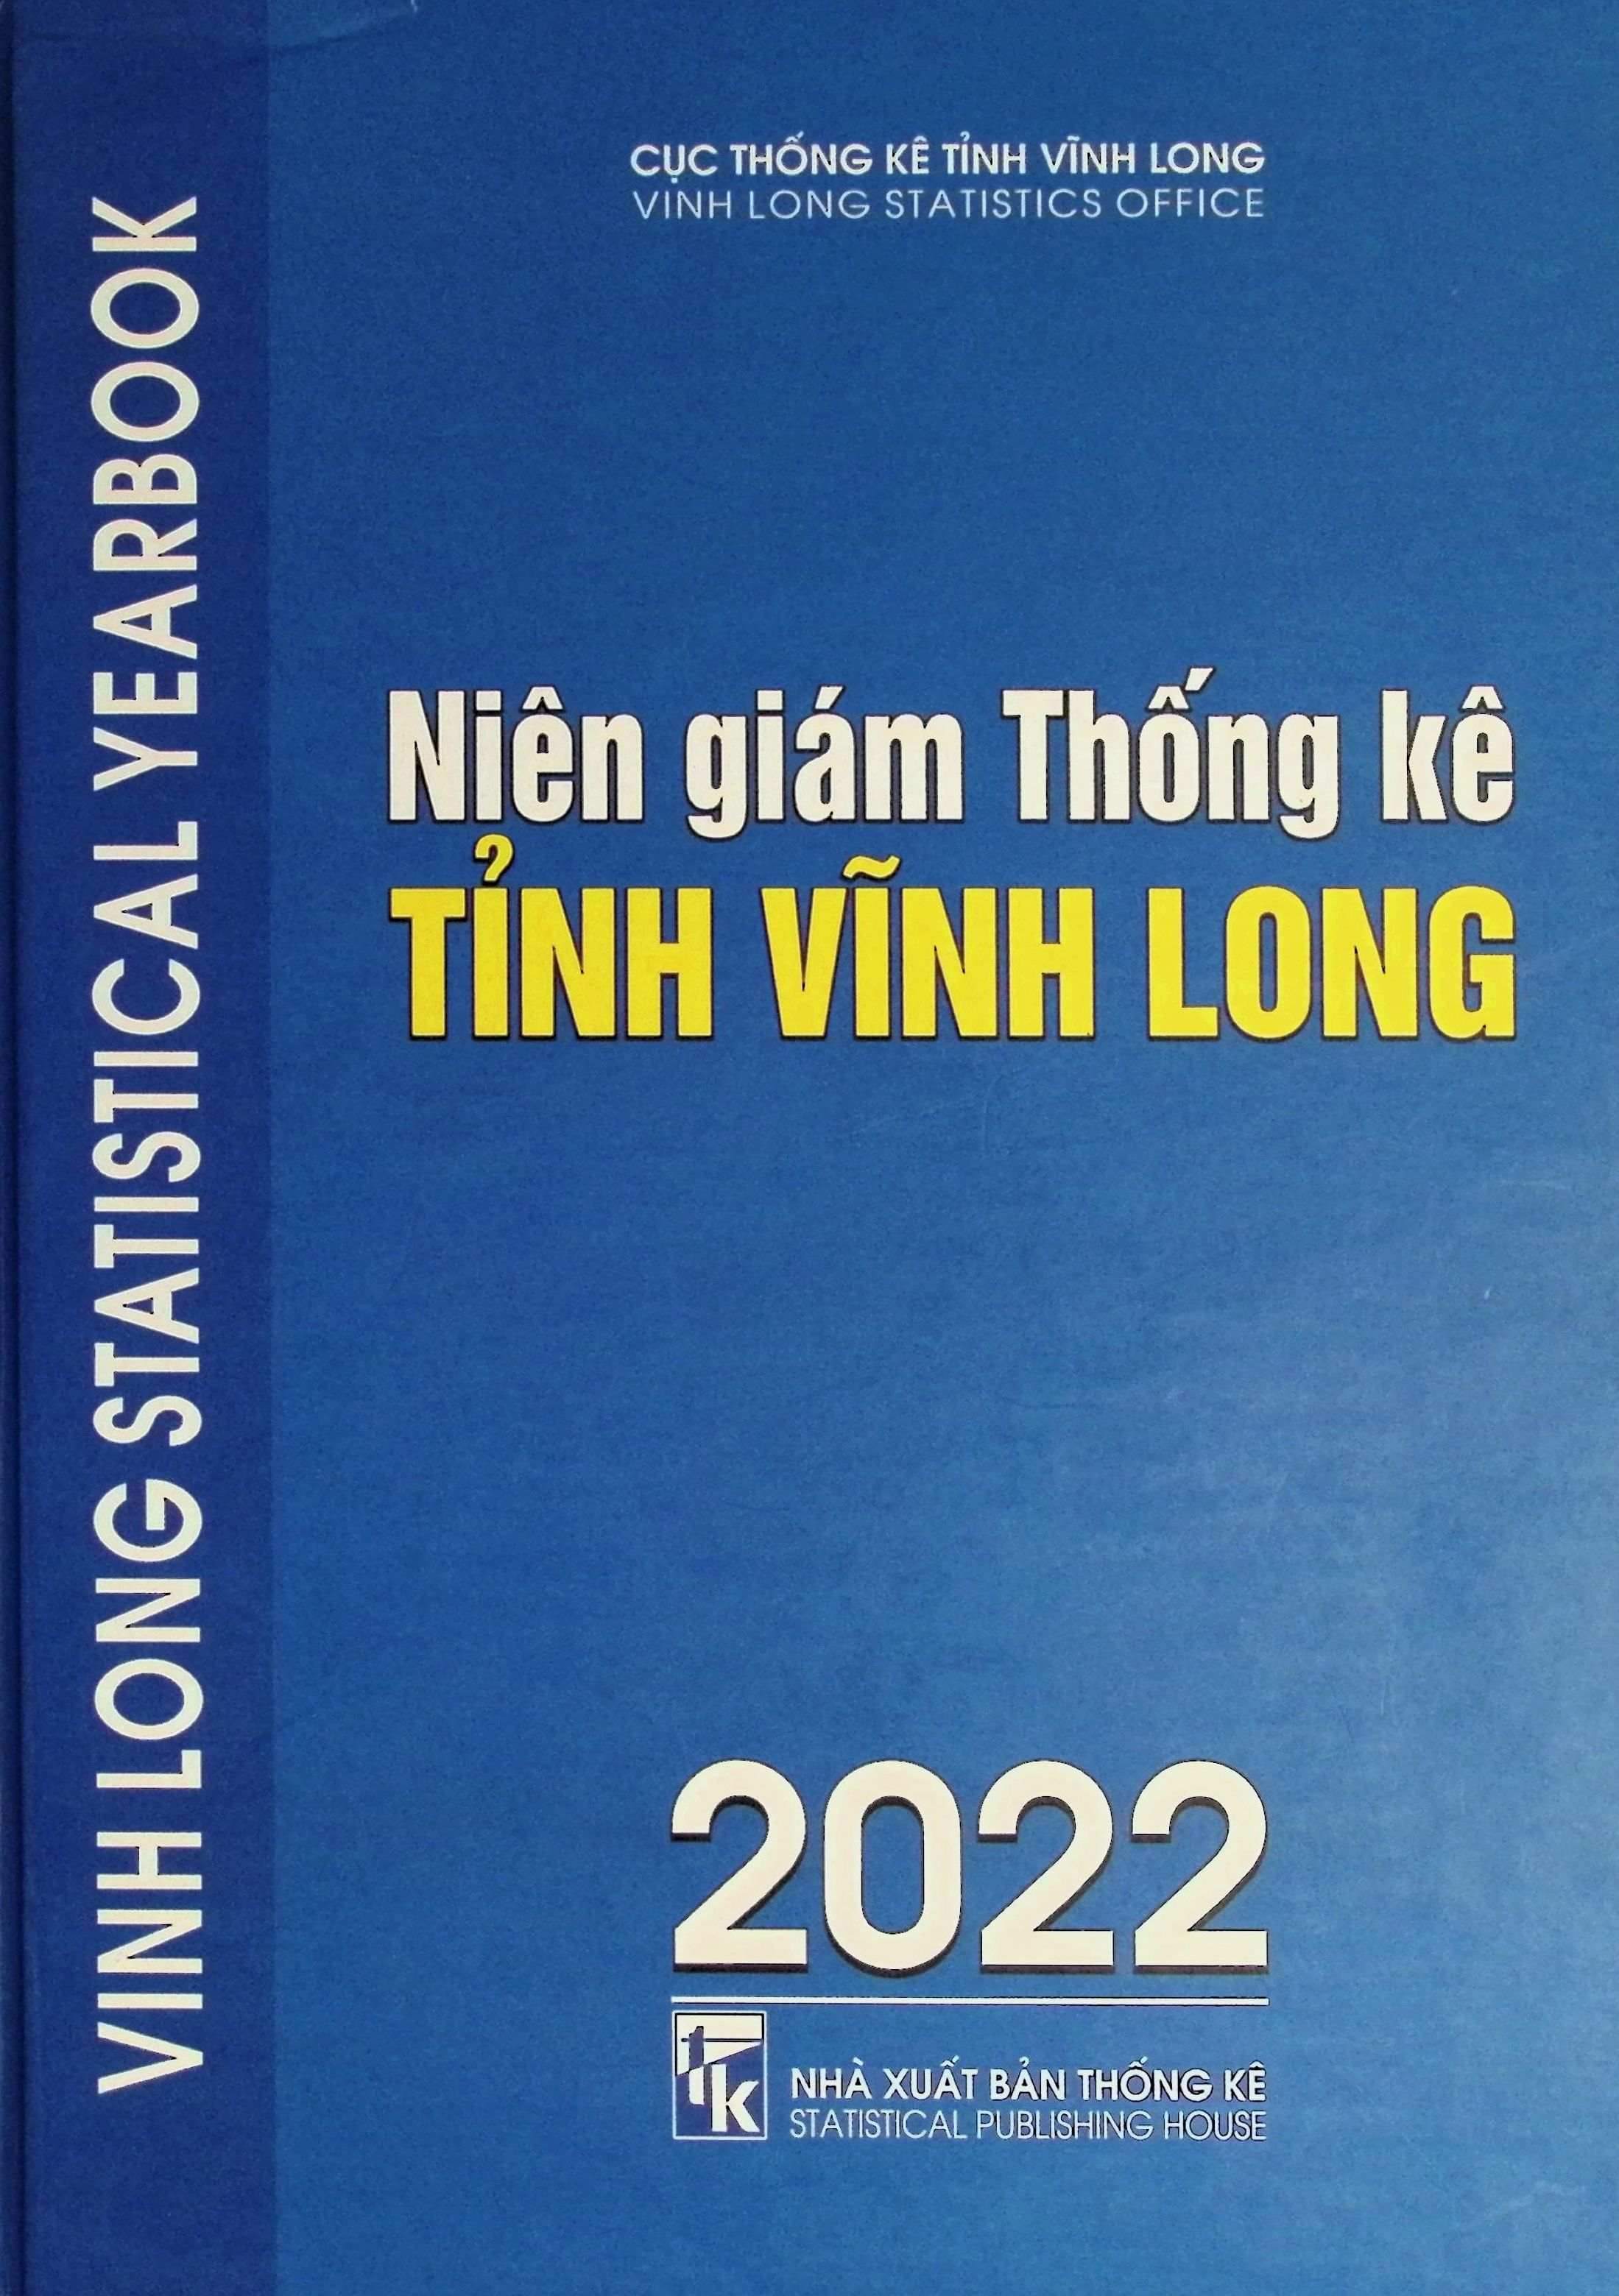 CỤC THỐNG KÊ TỈNH VĨNH LONG
VINH LONG STATISTICS OFFICE
VINH LONG STATISTICAL YEARBOOK
Niên giám Thống kê
TỈNH VĨNH LONG
2022
tk
NHÀ XUẤT BẢN THỐNG KÊ
STATISTICAL PUBLISHING HOUSE